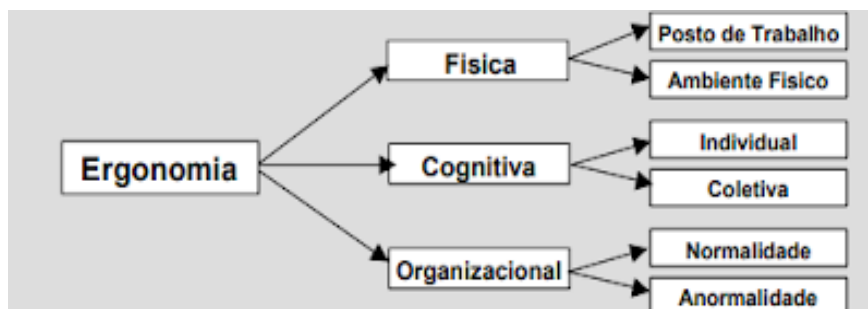 Ergonomia
Fisica
Posto de Trabalho
Ambiente Fisico
Cognitiva
Individual
Coletiva
Organizacional
Normalidade
Anormalidade